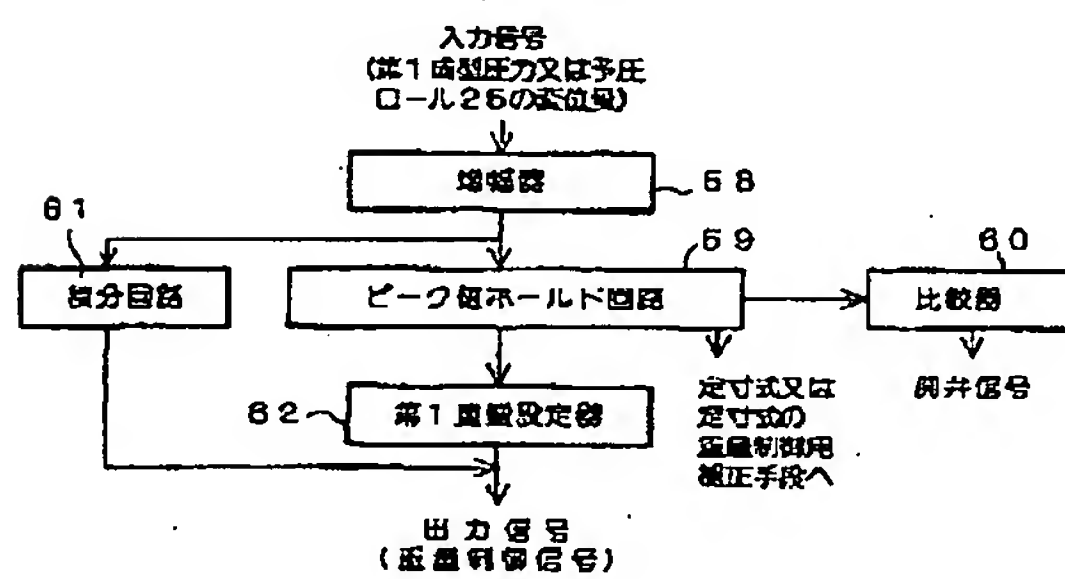 入力信号
(第1成型圧力又は予圧
ロール25の変位量)
増幅器
58
61
59
60
積分回路
ピーク値ホールド回路
比較器
62
第1重量設定器
定寸式又は
定寸式の
重量制御用
補正手段へ
開弁信号
出力信号
(重量制御信号)